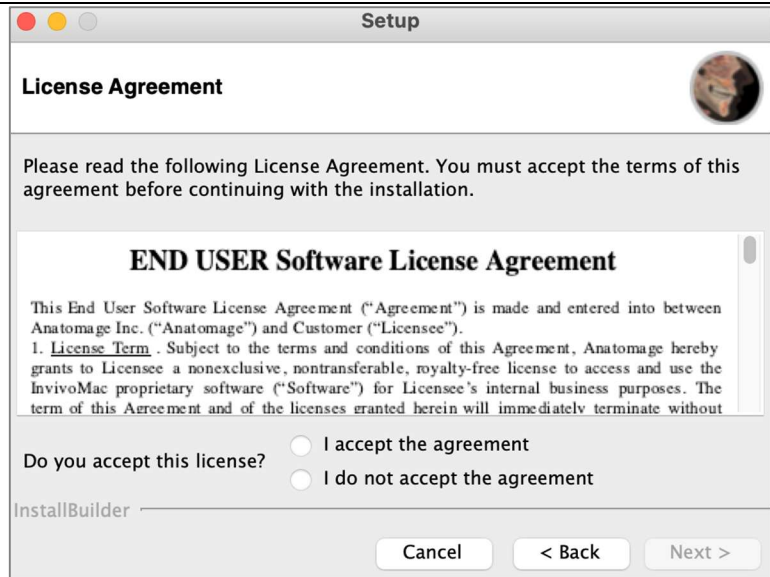 Setup
License Agreement
Please read the following License Agreement. You must accept the terms of this
agreement before continuing with the installation.
END USER Software License Agreement
This End User Software License Agreement (“Agreement”) is made and entered into between
Anatomage Inc. (“Anatomage”) and Customer (“Licensee”).
1. License Term . Subject to the terms and conditions of this Agreement, Anatomage hereby
grants to Licensee a nonexclusive, nontransferable, royalty-free license to access and use the
InvivoMac proprietary software (“Software”) for Licensee’s internal business purposes. The
term of this Agreement and of the licenses granted herein will immediately terminate without
Do you accept this license?
I accept the agreement
I do not accept the agreement
InstallBuilder
Cancel
< Back
Next >